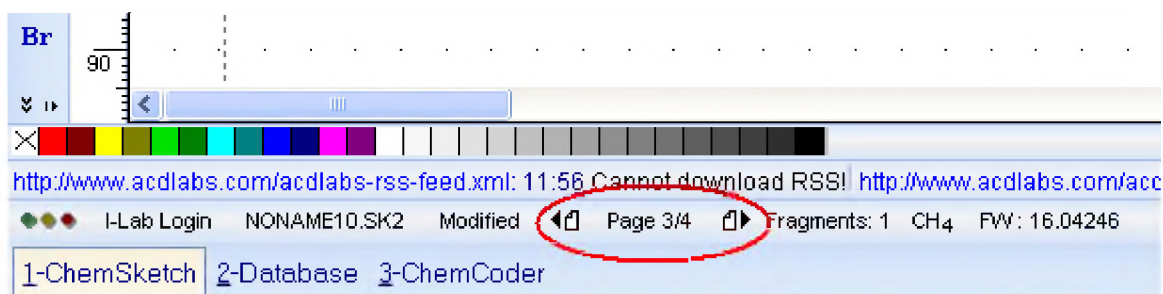 Br
90
http://www.acdlabs.com/acdlabs-rss-feed.xml: 11:56 Cannot download RSS! http://www.acdlabs.com/acc
I-Lab Login NONAME10.SK2 Modified Page 3/4 Fragments: 1 CH4 FW: 16.04246
1-ChemSketch 2-Database 3-ChemCoder